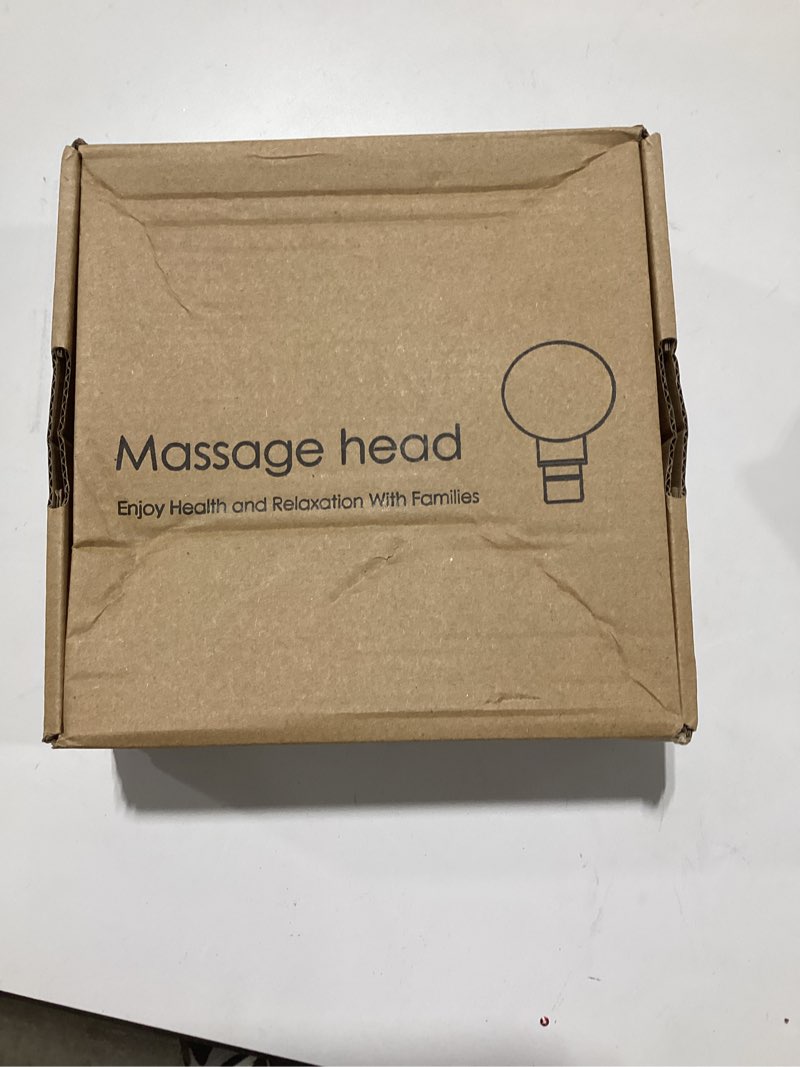 Massage head
Enjoy Health and Relaxation With Families